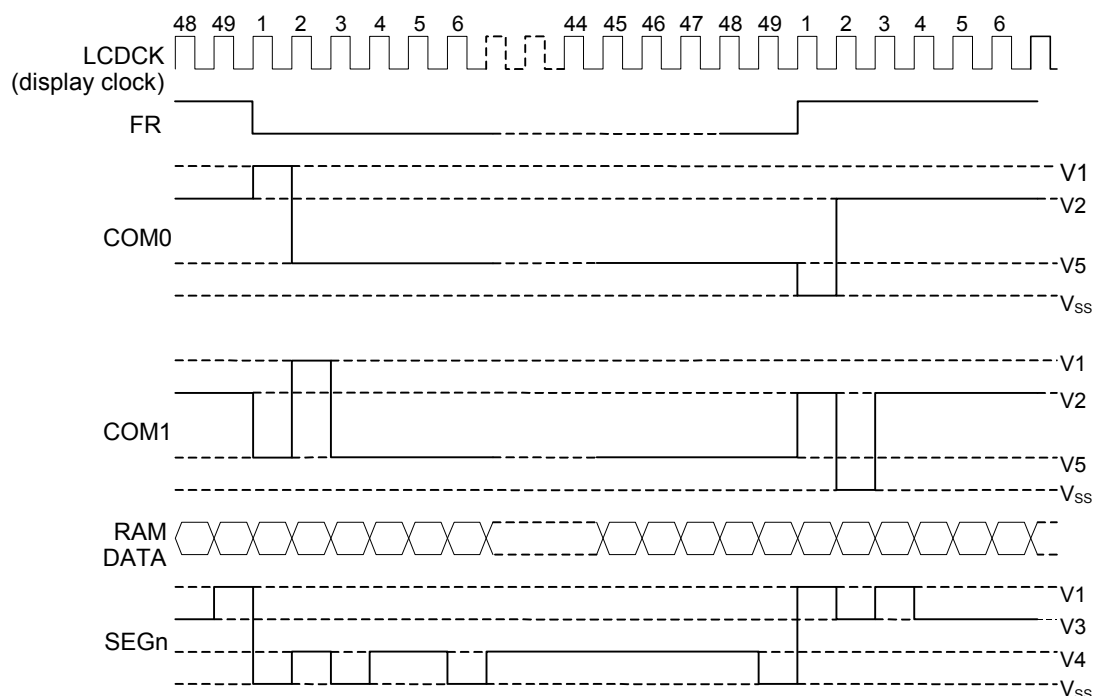 48 49 1 2 3 4 5 6 44 45 46 47 48 49 1 2 3 4 5 6
LCDCK
(display clock)
FR
V1
V2
COM0
V5
VSS
V1
V2
COM1
V5
VSS
RAM
DATA
V1
V3
SEGn
V4
VSS